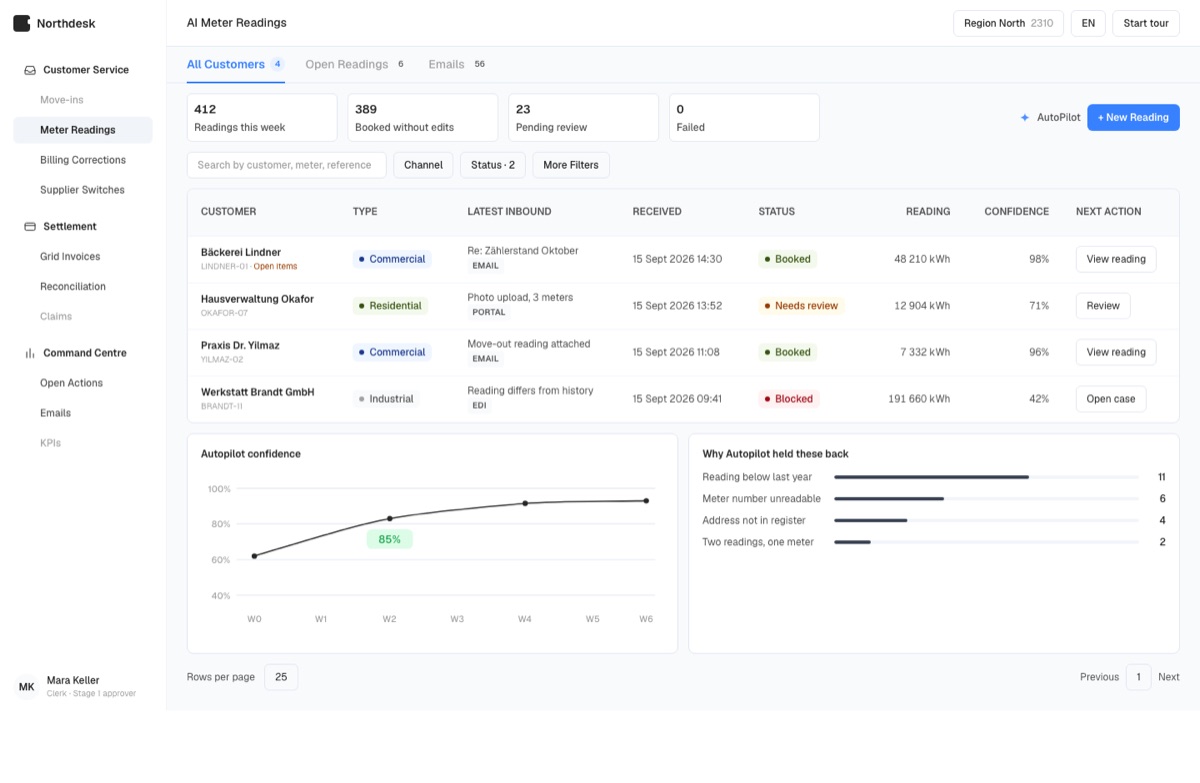 Northdesk
Customer Service
Move-ins
Meter Readings
Billing Corrections
Supplier Switches
Settlement
Grid Invoices
Reconciliation
Claims
Command Centre
Open Actions
Emails
KPIs
MK
Mara Keller
Clerk · Stage 1 approver
AI Meter Readings
Region North 2310
EN
Start tour
All Customers 4
Open Readings 6
Emails 56
412
Readings this week
389
Booked without edits
23
Pending review
0
Failed
AutoPilot
+ New Reading
Search by customer, meter, reference
Channel
Status · 2
More Filters
CUSTOMER TYPE LATEST INBOUND RECEIVED STATUS READING CONFIDENCE NEXT ACTION
Bäckerei Lindner
LINDNER-01 · Open items
Commercial
Re: Zählerstand Oktober
EMAIL
15 Sept 2026 14:30
Booked
48 210 kWh
98%
View reading
Hausverwaltung Okafor
OKAFOR-07
Residential
Photo upload, 3 meters
PORTAL
15 Sept 2026 13:52
Needs review
12 904 kWh
71%
Review
Praxis Dr. Yilmaz
YILMAZ-02
Commercial
Move-out reading attached
EMAIL
15 Sept 2026 11:08
Booked
7 332 kWh
96%
View reading
Werkstatt Brandt GmbH
BRANDT-11
Industrial
Reading differs from history
EDI
15 Sept 2026 09:41
Blocked
191 660 kWh
42%
Open case
Autopilot confidence
100%
80%
60%
40%
85%
W0 W1 W2 W3 W4 W5 W6
Why Autopilot held these back
Reading below last year 11
Meter number unreadable 6
Address not in register 4
Two readings, one meter 2
Rows per page 25
Previous 1 Next